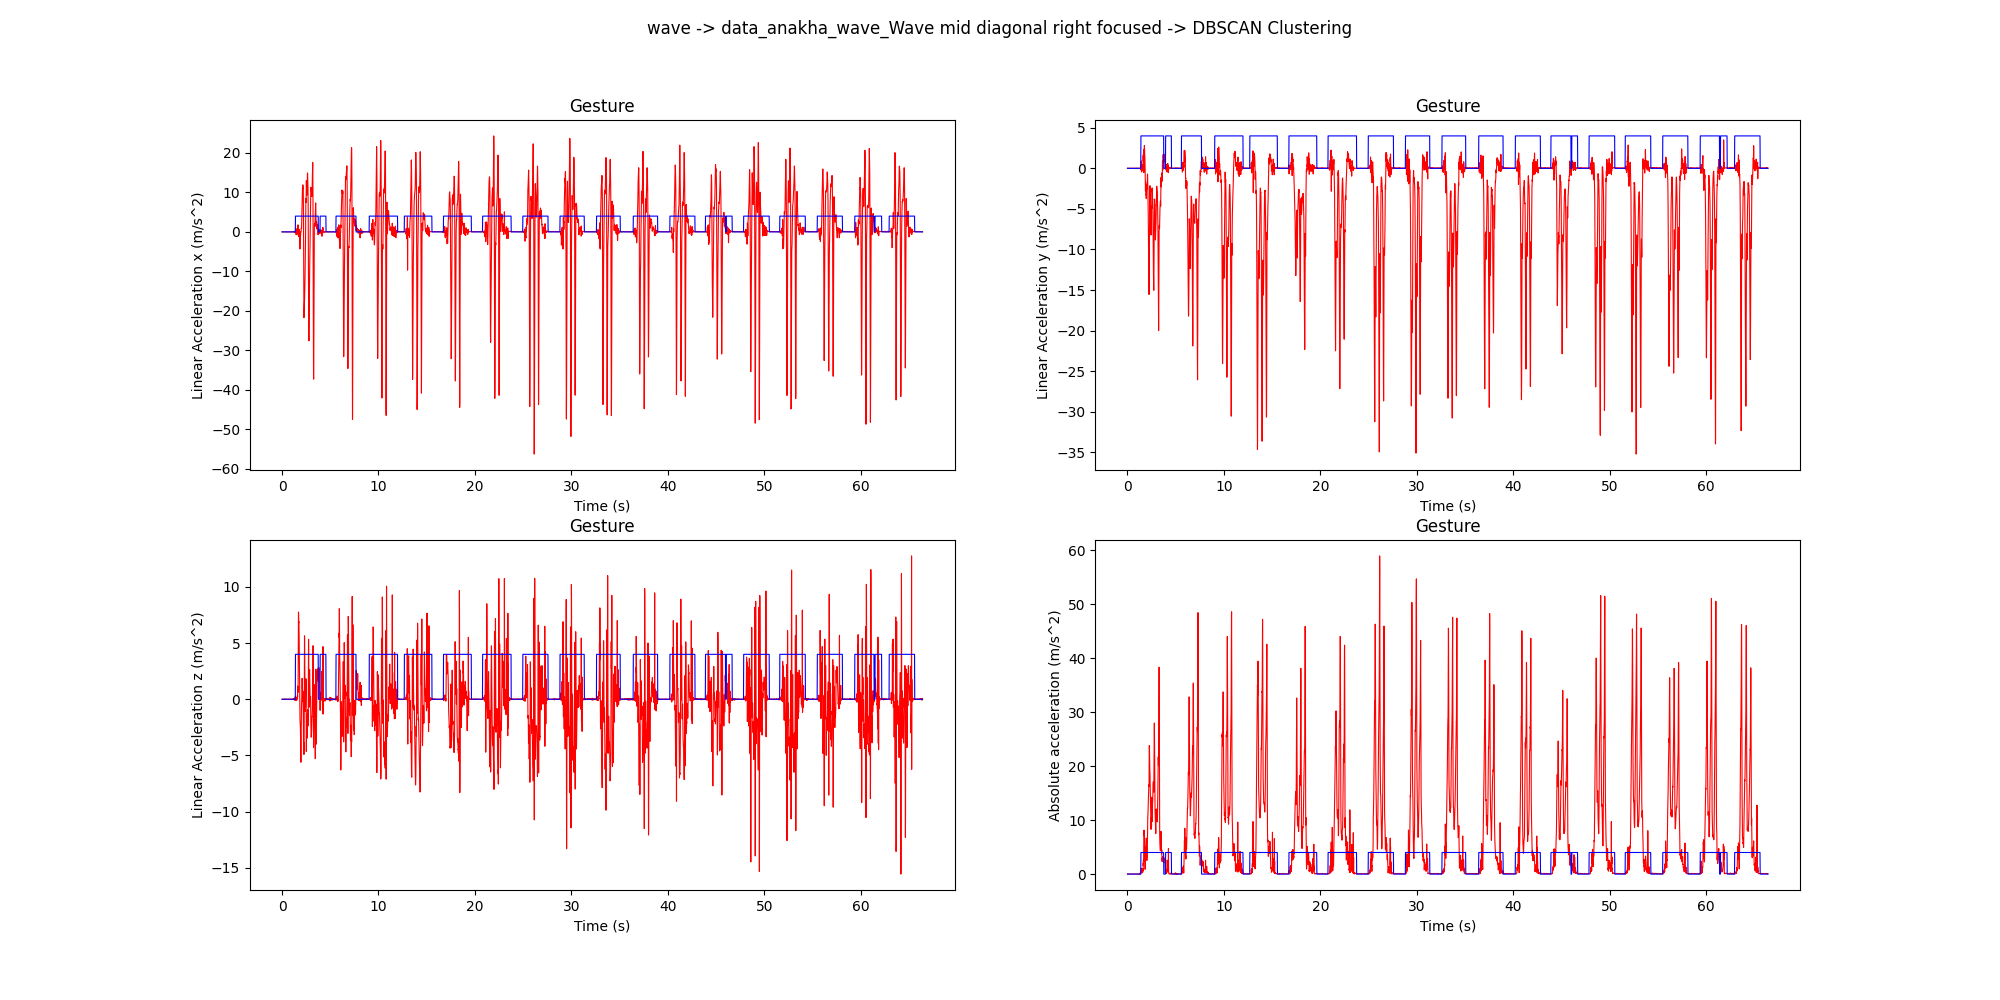 wave -> data_anakha_wave_Wave mid diagonal right focused -> DBSCAN Clustering
Gesture
Linear Acceleration x (m/s^2)
20
10
0
−10
−20
−30
−40
−50
−60
0 10 20 30 40 50 60
Time (s)
Gesture
Linear Acceleration y (m/s^2)
5
0
−5
−10
−15
−20
−25
−30
−35
0 10 20 30 40 50 60
Time (s)
Gesture
Linear Acceleration z (m/s^2)
10
5
0
−5
−10
−15
0 10 20 30 40 50 60
Time (s)
Gesture
Absolute acceleration (m/s^2)
60
50
40
30
20
10
0
0 10 20 30 40 50 60
Time (s)